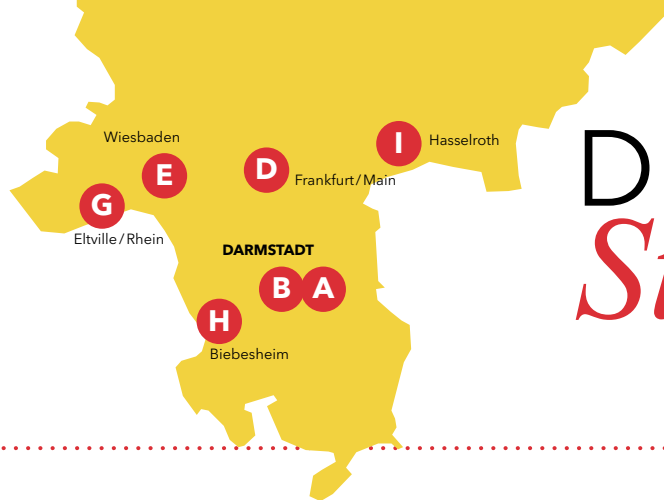 Wiesbaden
I
Hasselroth
E
D
Frankfurt/Main
G
Eltville/Rhein
DARMSTADT
B A
H
Biebesheim
D
St